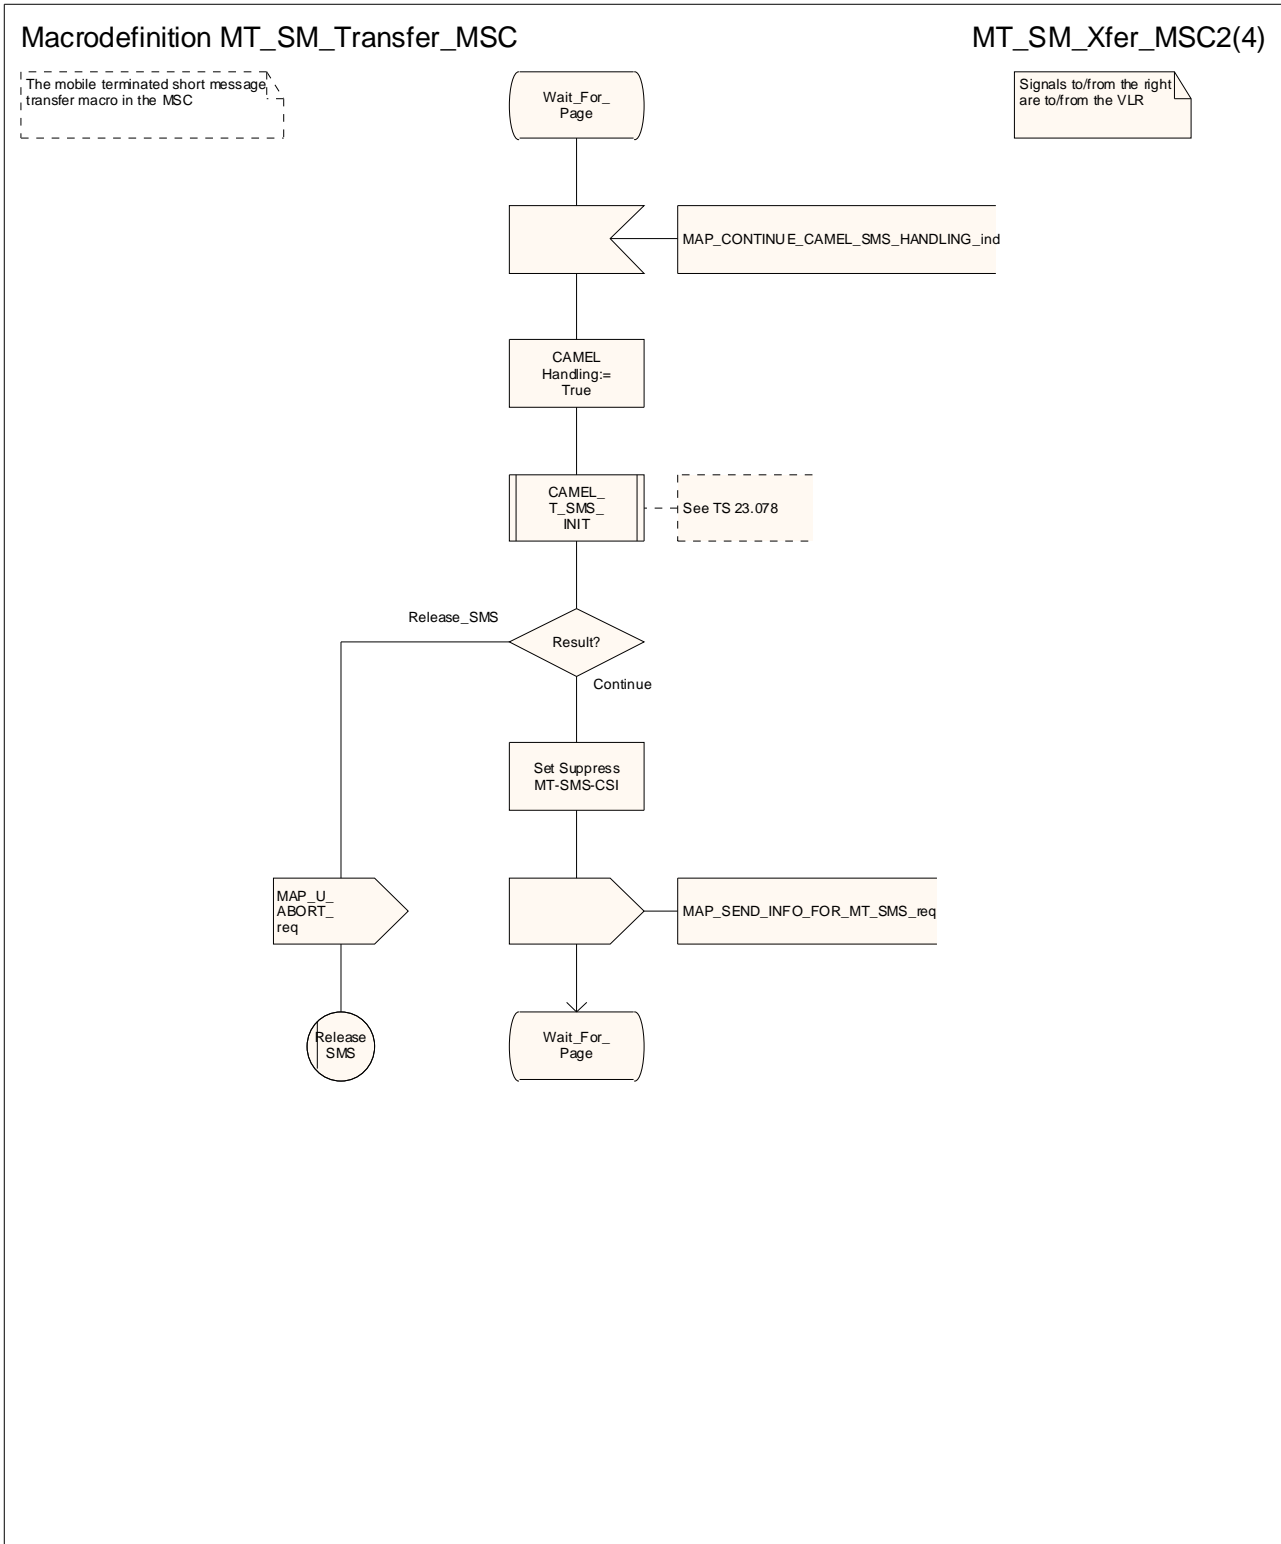 Macrodefinition MT_SM_Transfer_MSC
MT_SM_Xfer_MSC2(4)
The mobile terminated short message
transfer macro in the MSC
Wait_For_
Page
Signals to/from the right
are to/from the VLR
MAP_CONTINUE_CAMEL_SMS_HANDLING_ind
CAMEL
Handling:=
True
CAMEL_
T_SMS_
INIT
See TS 23.078
Release_SMS
Result?
Continue
Set Suppress
MT-SMS-CSI
MAP_U_
ABORT_
req
MAP_SEND_INFO_FOR_MT_SMS_req
Release
SMS
Wait_For_
Page